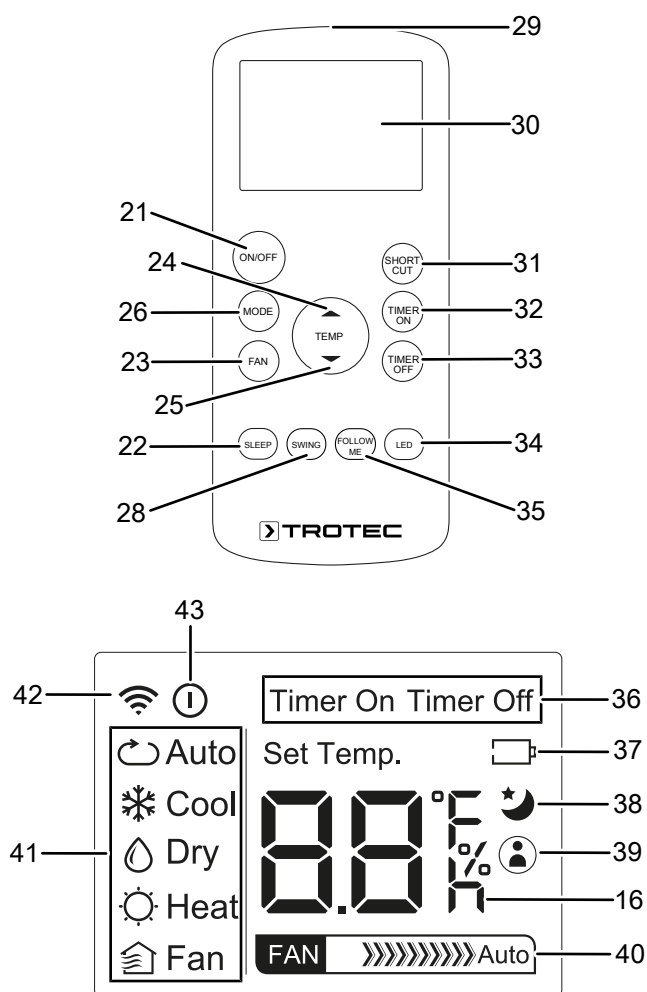 29
30
21
ON/OFF
24
SHORT
CUT
31
26
MODE
TEMP
TIMER
ON
32
23
FAN
TIMER
OFF
33
25
22
SLEEP
SWING
FOLLOW
ME
LED
34
28
35
TROTEC
43
42
Timer On Timer Off
36
Auto
Set Temp.
37
Cool
8.8
°F
38
41
Dry
%
39
Heat
h
16
Fan
FAN
Auto
40